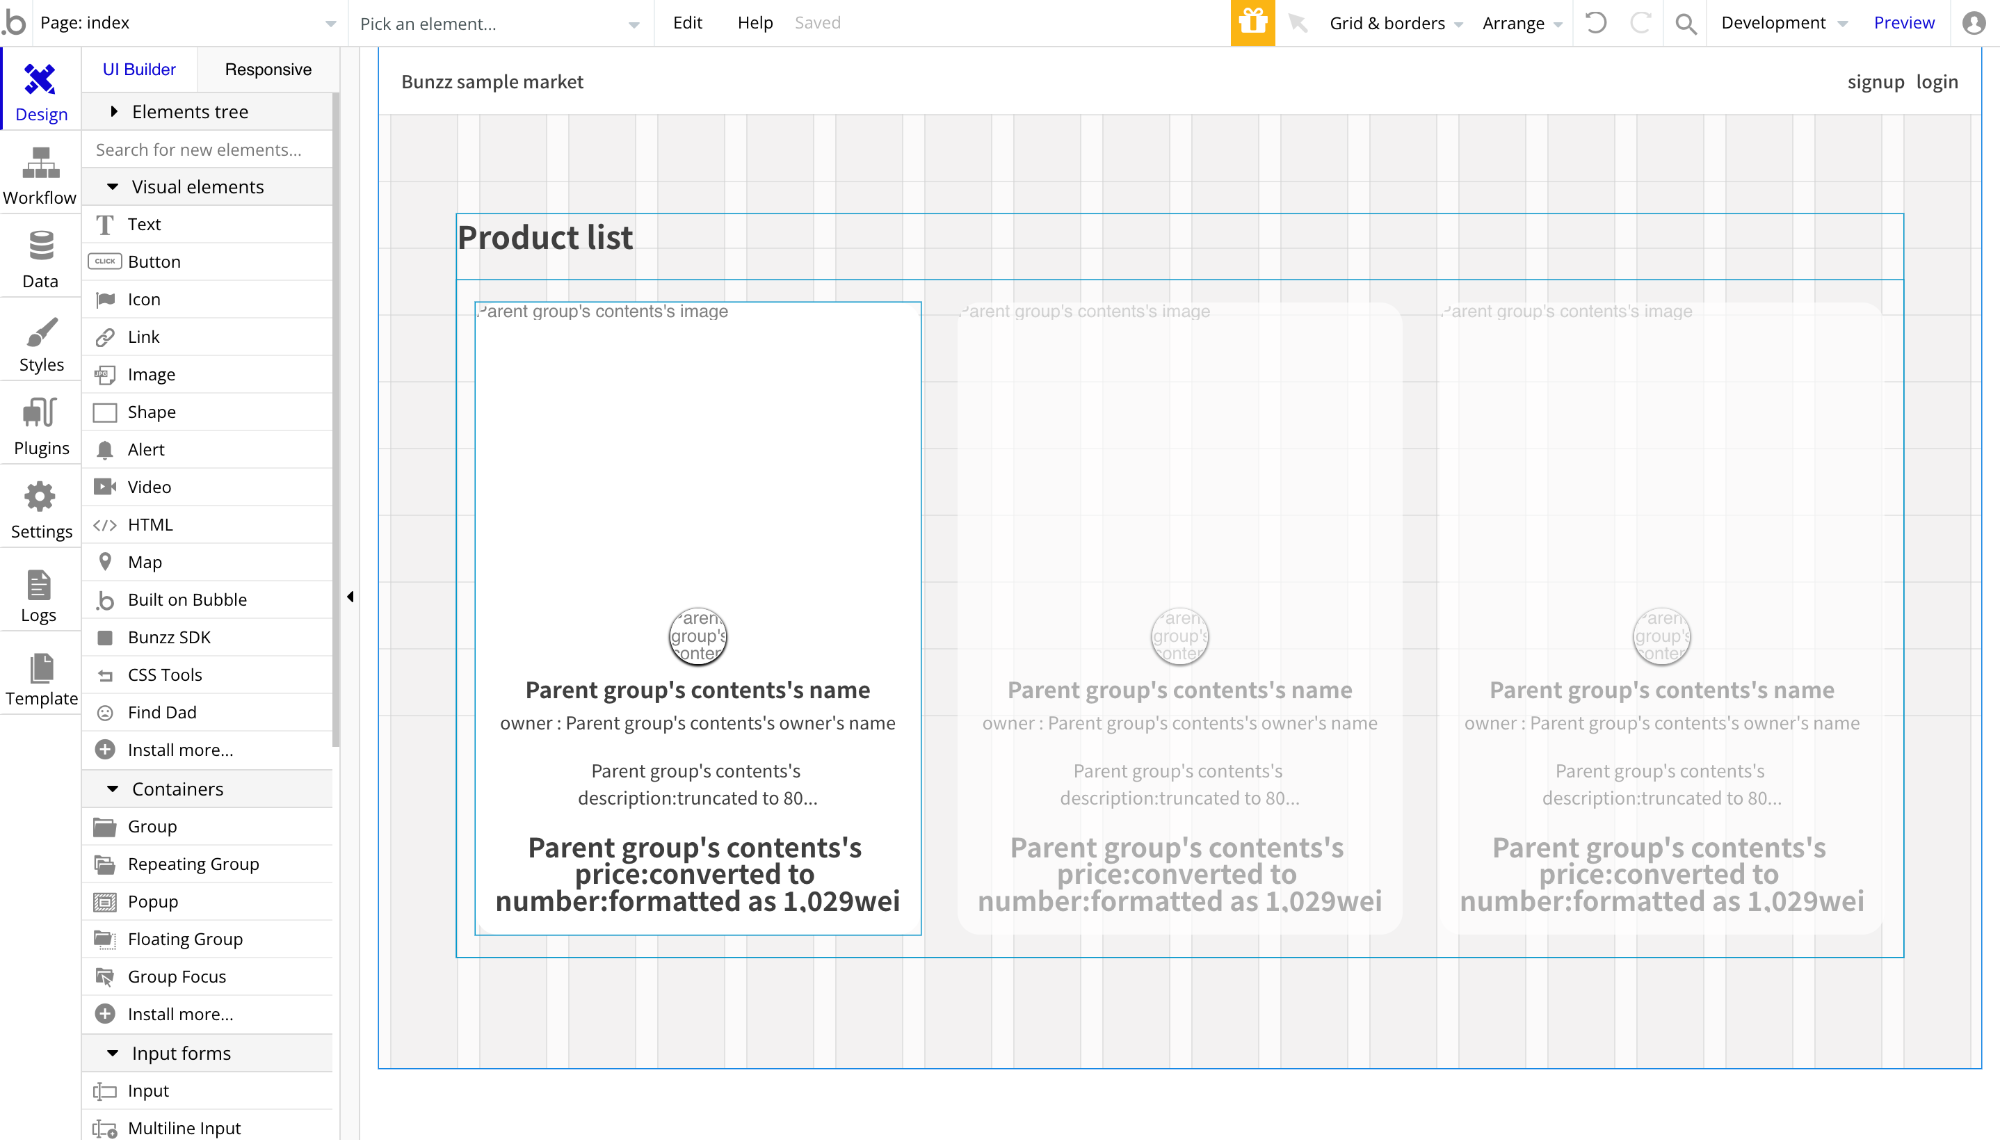 .b Page: index Pick an element... Edit Help Saved Grid & borders Arrange Development Preview
Design
Workflow
Data
Styles
Plugins
Settings
Logs
Template
UI Builder Responsive
Elements tree
Search for new elements...
Visual elements
Text
CLICK Button
Icon
Link
Image
Shape
Alert
Video
</> HTML
Map
.b Built on Bubble
Bunzz SDK
CSS Tools
Find Dad
Install more...
Containers
Group
Repeating Group
Popup
Floating Group
Group Focus
Install more...
Input forms
Input
Multiline Input
Bunzz sample market signup login
Product list
Parent group's contents's image
Paren
group's
conten
Parent group's contents's name
owner : Parent group's contents's owner's name
Parent group's contents's
description:truncated to 80...
Parent group's contents's
price:converted to
number:formatted as 1,029wei
Parent group's contents's image
Paren
group's
conten
Parent group's contents's name
owner : Parent group's contents's owner's name
Parent group's contents's
description:truncated to 80...
Parent group's contents's
price:converted to
number:formatted as 1,029wei
Parent group's contents's image
Paren
group's
conten
Parent group's contents's name
owner : Parent group's contents's owner's name
Parent group's contents's
description:truncated to 80...
Parent group's contents's
price:converted to
number:formatted as 1,029wei